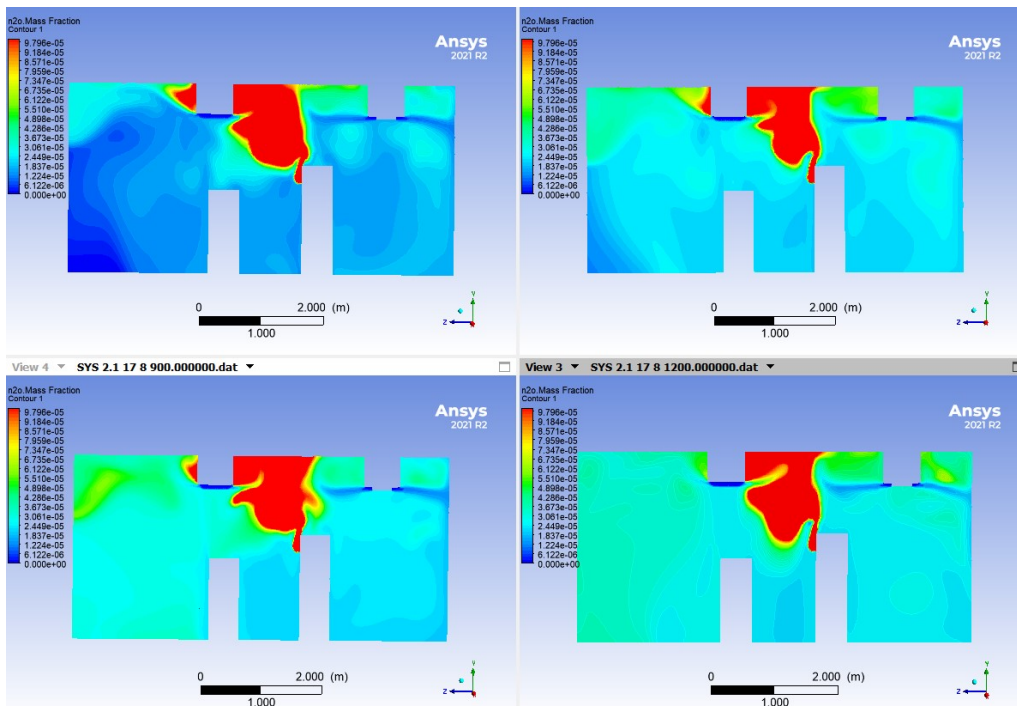 n2o.Mass Fraction
Contour 1
9.796e-05
9.184e-05
8.571e-05
7.959e-05
7.347e-05
6.735e-05
6.122e-05
5.510e-05
4.898e-05
4.286e-05
3.673e-05
3.061e-05
2.449e-05
1.837e-05
1.224e-05
6.122e-06
0.000e+00
Ansys
2021 R2
0 2.000 (m)
1.000
Y
Z
n2o.Mass Fraction
Contour 1
9.796e-05
9.184e-05
8.571e-05
7.959e-05
7.347e-05
6.735e-05
6.122e-05
5.510e-05
4.898e-05
4.286e-05
3.673e-05
3.061e-05
2.449e-05
1.837e-05
1.224e-05
6.122e-06
0.000e+00
Ansys
2021 R2
0 2.000 (m)
1.000
Y
Z
View 4 SYS 2.1 17 8 900.000000.dat
View 3 SYS 2.1 17 8 1200.000000.dat
n2o.Mass Fraction
Contour 1
9.796e-05
9.184e-05
8.571e-05
7.959e-05
7.347e-05
6.735e-05
6.122e-05
5.510e-05
4.898e-05
4.286e-05
3.673e-05
3.061e-05
2.449e-05
1.837e-05
1.224e-05
6.122e-06
0.000e+00
Ansys
2021 R2
0 2.000 (m)
1.000
Y
Z
n2o.Mass Fraction
Contour 1
9.796e-05
9.184e-05
8.571e-05
7.959e-05
7.347e-05
6.735e-05
6.122e-05
5.510e-05
4.898e-05
4.286e-05
3.673e-05
3.061e-05
2.449e-05
1.837e-05
1.224e-05
6.122e-06
0.000e+00
Ansys
2021 R2
0 2.000 (m)
1.000
Y
Z